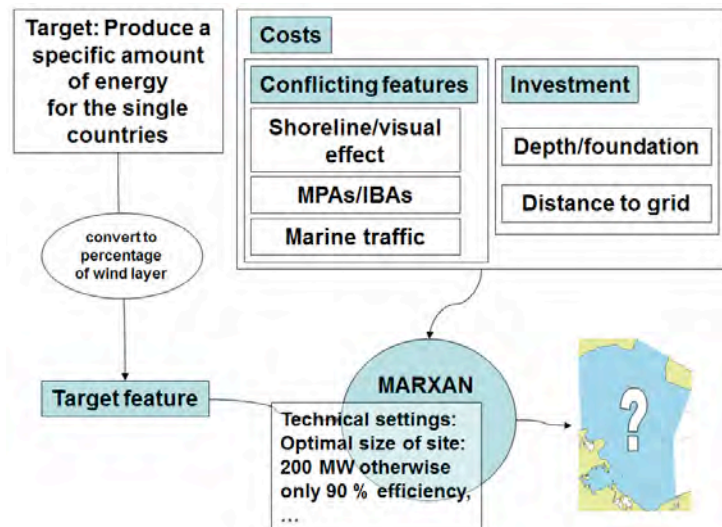 Target: Produce a
specific amount
of energy
for the single
countries
convert to
percentage
of wind layer
Target feature
Costs
Conflicting features
Shoreline/visual
effect
MPAs/IBAs
Marine traffic
Investment
Depth/foundation
Distance to grid
MARXAN
Technical settings:
Optimal size of site:
200 MW otherwise
only 90 % efficiency,
...
?